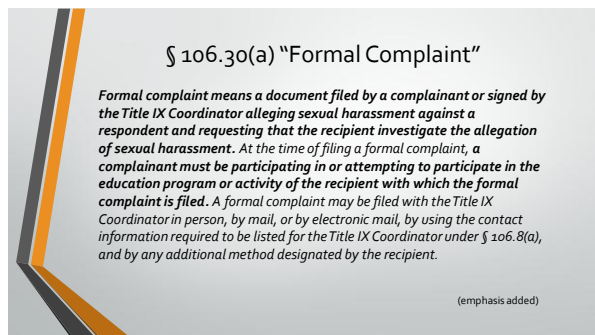 § 106.30(a) “Formal Complaint”
Formal complaint means a document filed by a complainant or signed by
the Title IX Coordinator alleging sexual harassment against a
respondent and requesting that the recipient investigate the allegation
of sexual harassment. At the time of filing a formal complaint, a
complainant must be participating in or attempting to participate in the
education program or activity of the recipient with which the formal
complaint is filed. A formal complaint may be filed with the Title IX
Coordinator in person, by mail, or by electronic mail, by using the contact
information required to be listed for the Title IX Coordinator under § 106.8(a),
and by any additional method designated by the recipient.
(emphasis added)